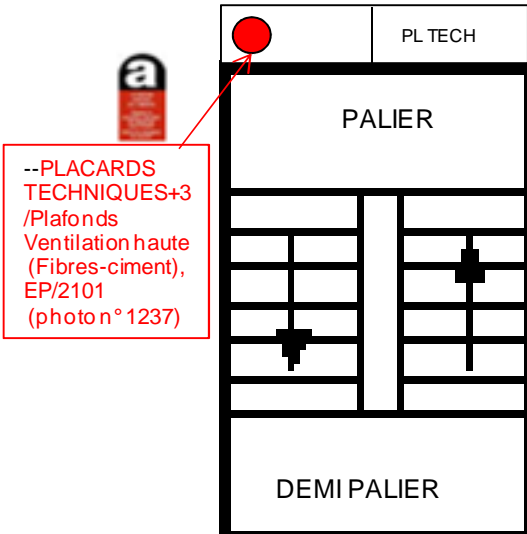 PL TECH
a
PALIER
--PLACARDS
TECHNIQUES+3
/Plafonds
Ventilation haute
(Fibres-ciment),
EP/2101
(photo n° 1237)
DEMI PALIER